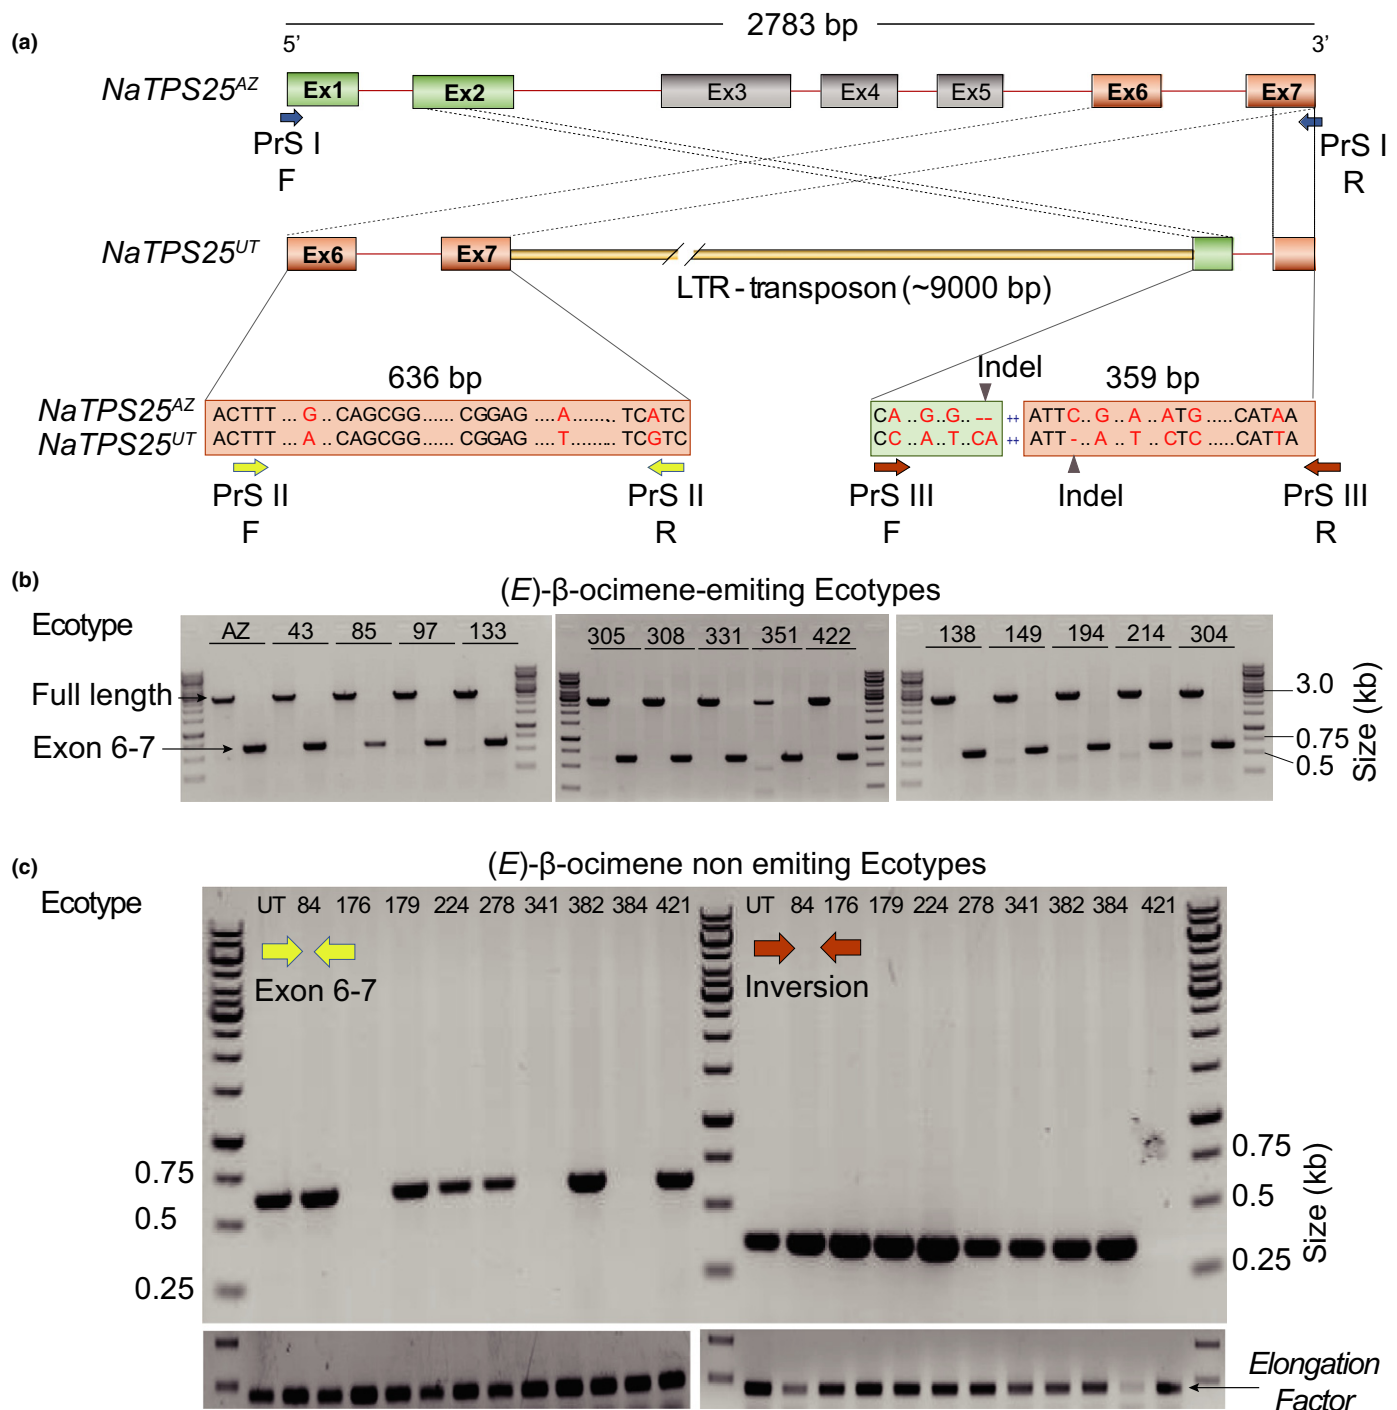 (a)
2783 bp
5’ 3’
NaTPS25AZ Ex1 Ex2 Ex3 Ex4 Ex5 Ex6 Ex7
PrS I
F
PrS I
R
NaTPS25UT Ex6 Ex7
LTR-transposon (~9000 bp)
636 bp
Indel
359 bp
NaTPS25AZ ACTTT ... G ... CAGCGG...... CGGAG .... A........ TCATC
NaTPS25UT ACTTT ... A ... CAGCGG...... CGGAG .... T........ TCGTC
CA..G..G.. -- ++ ATTC..G..A..ATG.....CATAA
CC..A..T..CA ++ ATT-..A..T..CTC.....CATTA
PrS II
F
PrS II
R
PrS III
F
Indel
PrS III
R
(b)
(E)-β-ocimene-emiting Ecotypes
Ecotype AZ 43 85 97 133 305 308 331 351 422 138 149 194 214 304
Full length
Exon 6-7
3.0
0.75
0.5
Size (kb)
(c)
(E)-β-ocimene non emiting Ecotypes
Ecotype UT 84 176 179 224 278 341 382 384 421 UT 84 176 179 224 278 341 382 384 421
Exon 6-7
Inversion
0.75
0.5
0.25
0.75
0.5
0.25
Size (kb)
Elongation
Factor